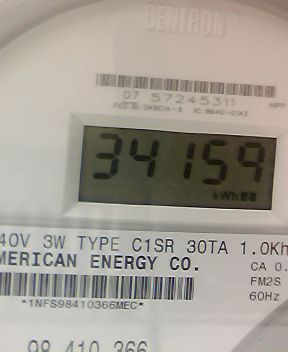 CENTRON®
07 57245311
34159
kWh
40V 3W TYPE C1SR 30TA 1.0Kh
MERICAN ENERGY CO.
CA 0.
*1NFS98410366MEC*
FM2S
60Hz
98 410 366